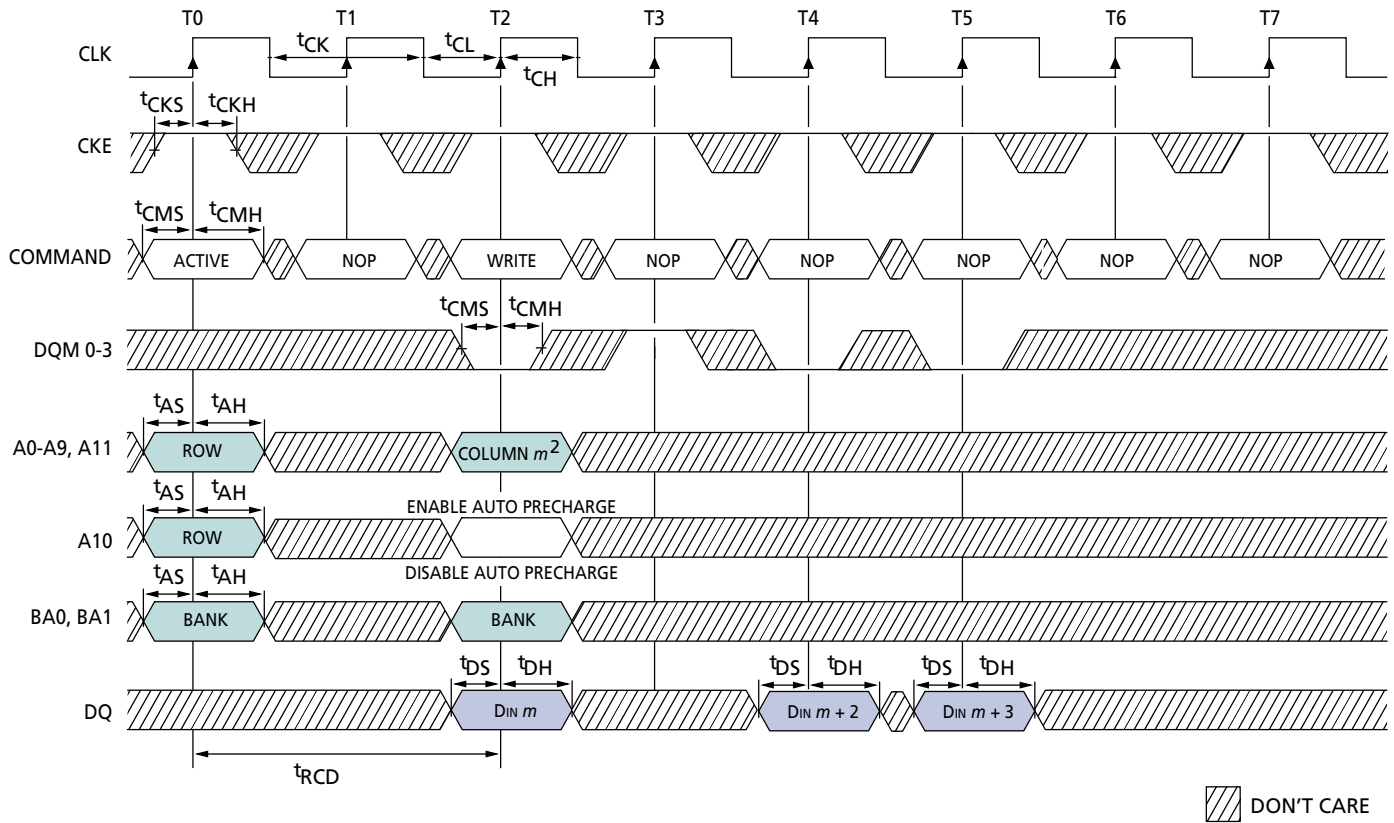 T0 T1 T2 T3 T4 T5 T6 T7
CLK tCK tCL
tCH
tCKS tCKH
CKE
tCMS tCMH
COMMAND ACTIVE NOP WRITE NOP NOP NOP NOP NOP
tCMS tCMH
DQM 0-3
tAS tAH
A0-A9, A11 ROW COLUMN m2
tAS tAH ENABLE AUTO PRECHARGE
A10 ROW
tAS tAH DISABLE AUTO PRECHARGE
BA0, BA1 BANK BANK
tDS tDH tDS tDH tDS tDH
DQ DIN m DIN m + 2 DIN m + 3
tRCD
DON'T CARE